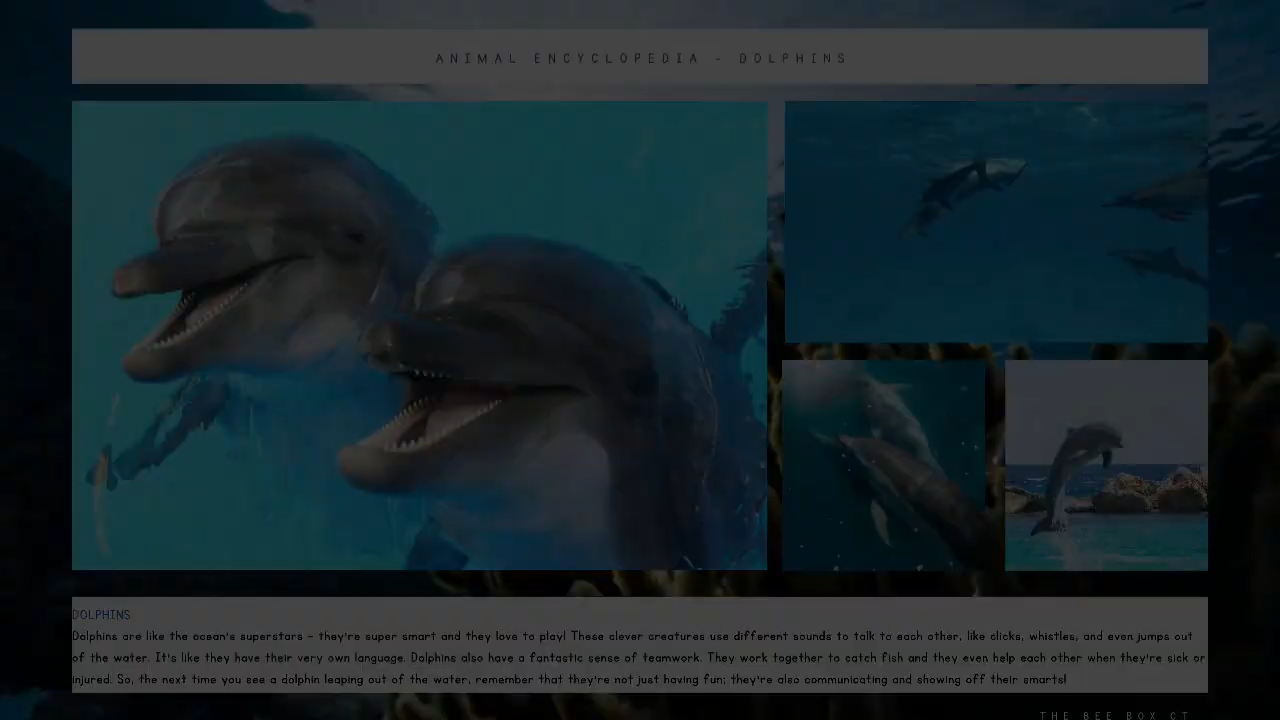 ANIMAL ENCYCLOPEDIA - DOLPHINS
DOLPHINS
Dolphins are like the ocean's superstars - they're super smart and they love to play! These clever creatures use different sounds to talk to each other, like clicks, whistles, and even jumps out
of the water. It's like they have their very own language. Dolphins also have a fantastic sense of teamwork. They work together to catch fish and they even help each other when they're sick or
injured. So, the next time you see a dolphin leaping out of the water, remember that they're not just having fun; they're also communicating and showing off their smarts!
THE BEE BOX CT